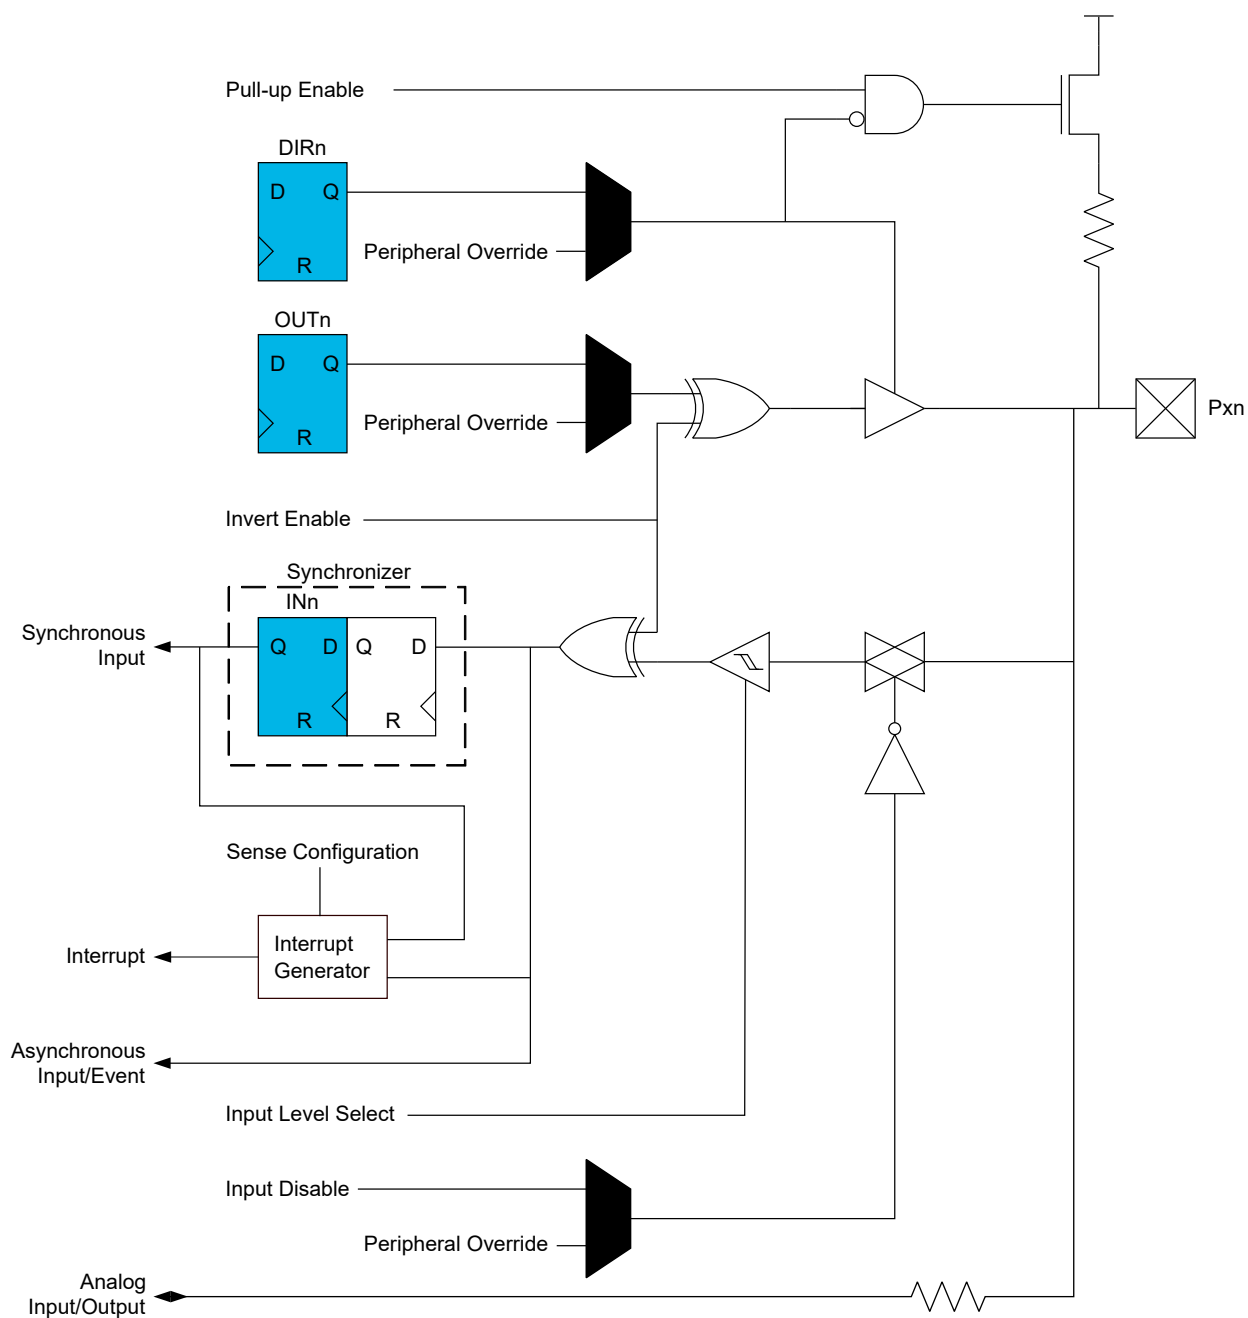 Pull-up Enable
DIRn
D Q
R
Peripheral Override
OUTn
D Q
R
Peripheral Override
Pxn
Invert Enable
Synchronizer
INn
Q D Q D
R R
Synchronous
Input
Sense Configuration
Interrupt
Generator
Interrupt
Asynchronous
Input/Event
Input Level Select
Input Disable
Peripheral Override
Analog
Input/Output